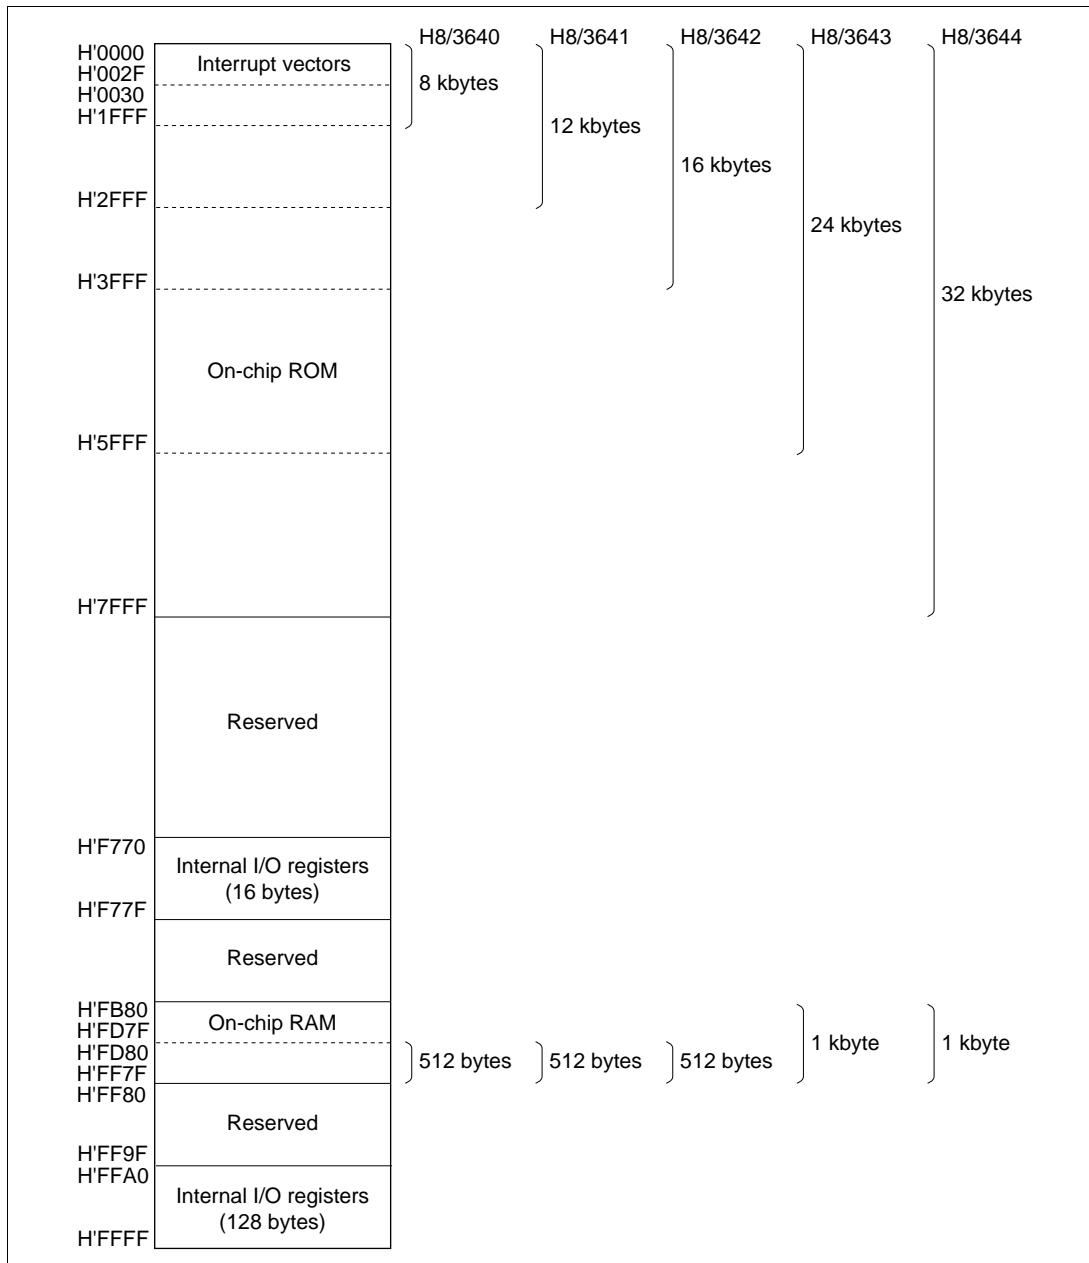 H8/3640 H8/3641 H8/3642 H8/3643 H8/3644
H'0000
Interrupt vectors
H'002F
8 kbytes
H'0030
H'1FFF
12 kbytes
16 kbytes
H'2FFF
24 kbytes
H'3FFF
32 kbytes
On-chip ROM
H'5FFF
H'7FFF
Reserved
H'F770
Internal I/O registers
(16 bytes)
H'F77F
Reserved
H'FB80
On-chip RAM
H'FD7F
1 kbyte 1 kbyte
H'FD80
512 bytes 512 bytes 512 bytes
H'FF7F
H'FF80
Reserved
H'FF9F
H'FFA0
Internal I/O registers
(128 bytes)
H'FFFF